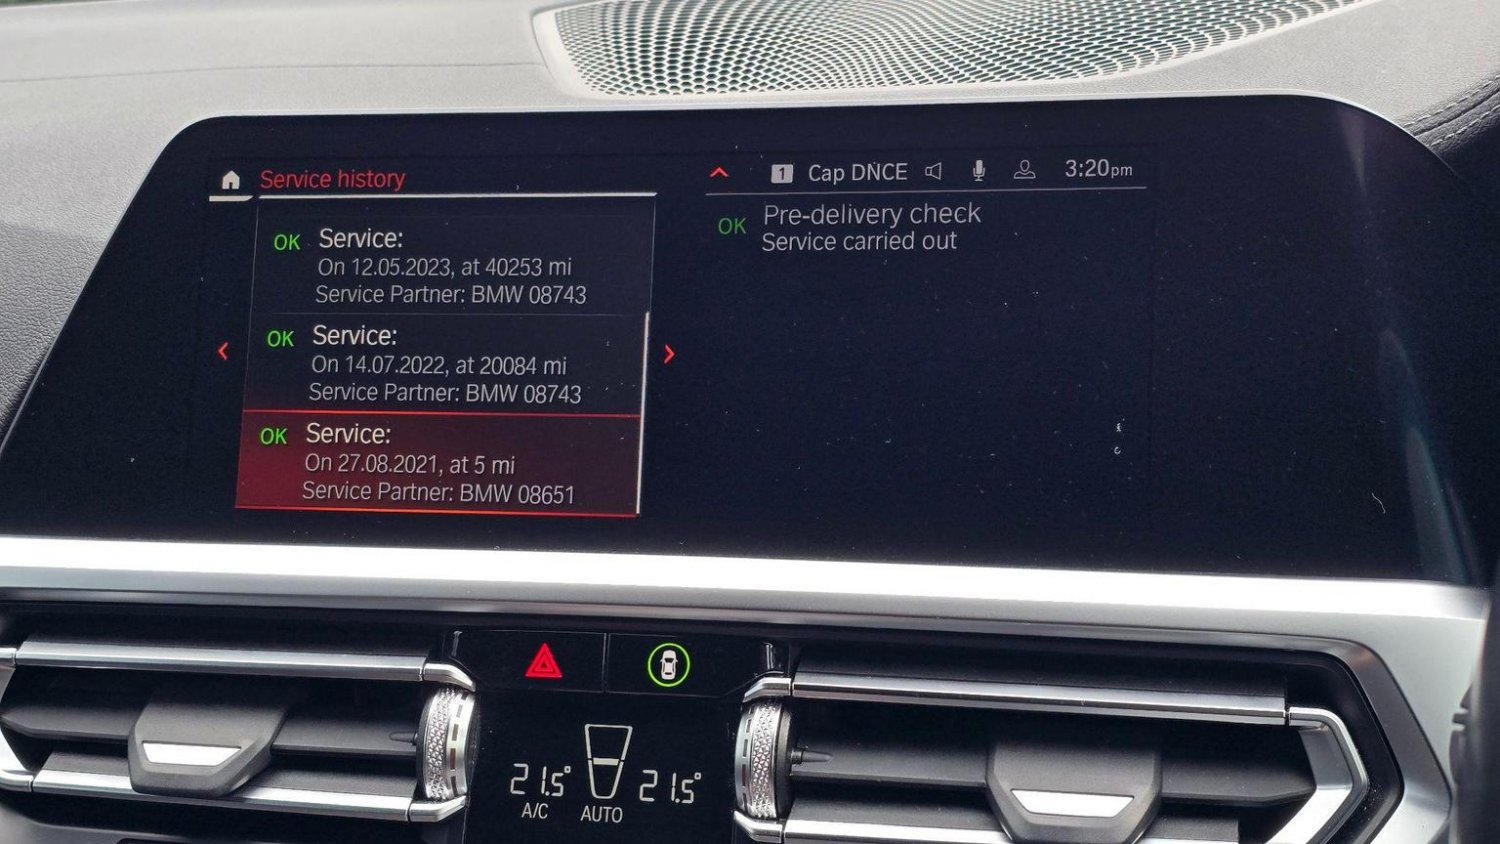 Service history
OK Service:
On 12.05.2023, at 40253 mi
Service Partner: BMW 08743
OK Service:
On 14.07.2022, at 20084 mi
Service Partner: BMW 08743
OK Service:
On 27.08.2021, at 5 mi
Service Partner: BMW 08651
1 Cap DNCE 3:20pm
OK Pre-delivery check
Service carried out
21.5° 21.5°
A/C AUTO